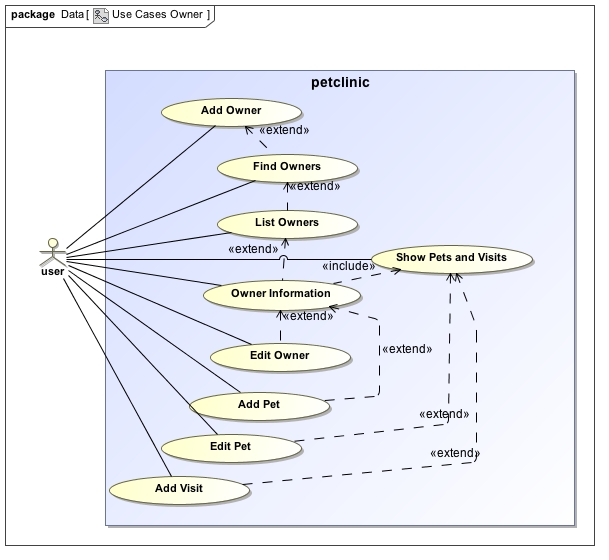 package Data [ Use Cases Owner ]
petclinic
Add Owner
«extend»
Find Owners
«extend»
List Owners
«extend»
Show Pets and Visits
user
«include»
Owner Information
«extend»
Edit Owner
«extend»
Add Pet
«extend»
Edit Pet
«extend»
Add Visit